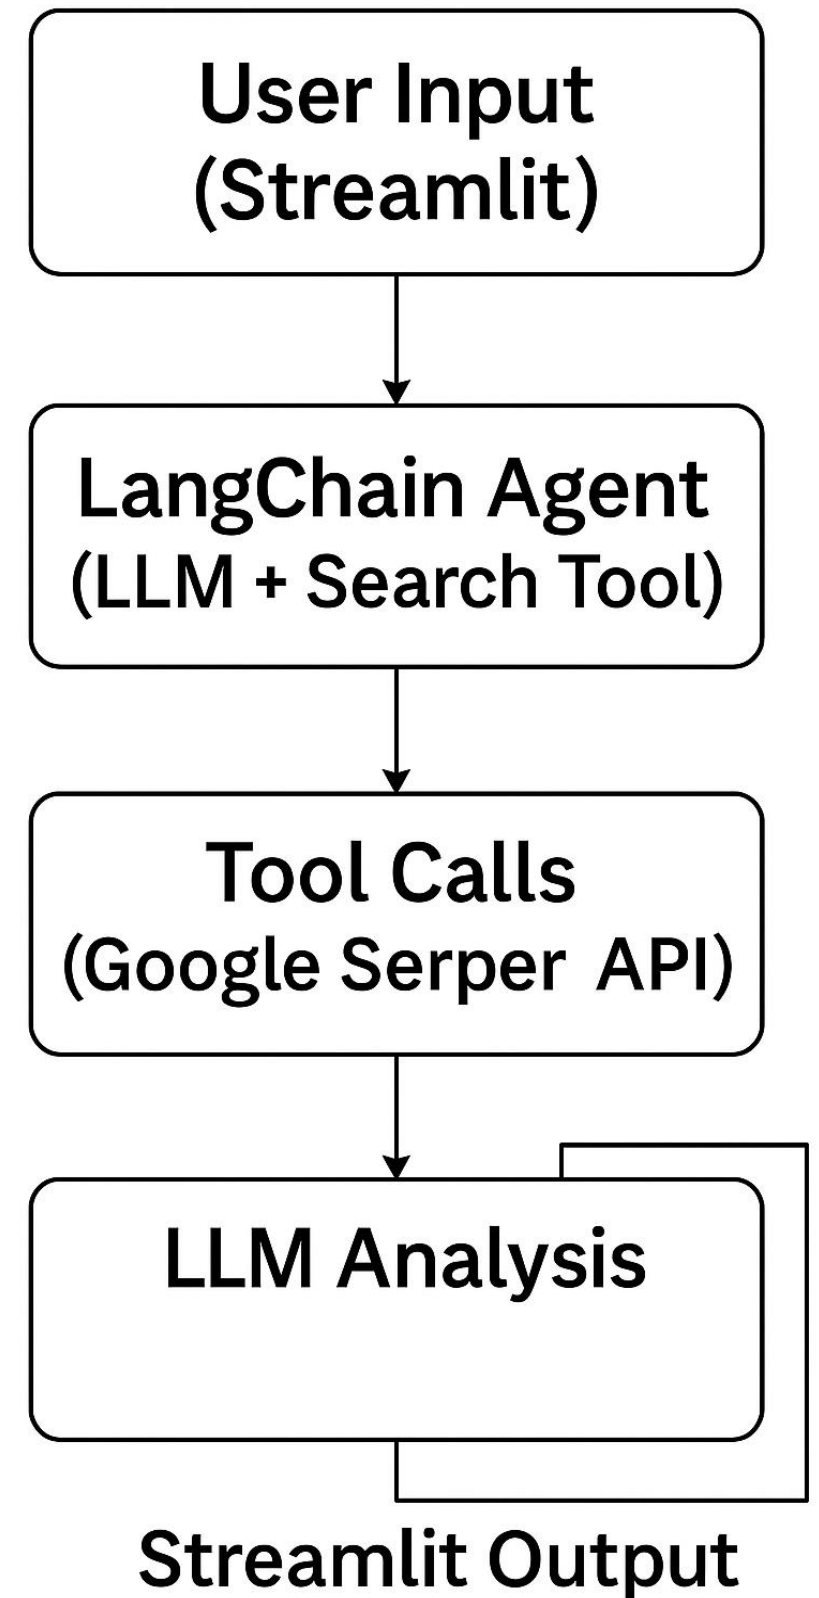 User Input
(Streamlit)
LangChain Agent
(LLM + Search Tool)
Tool Calls
(Google Serper API)
LLM Analysis
Streamlit Output